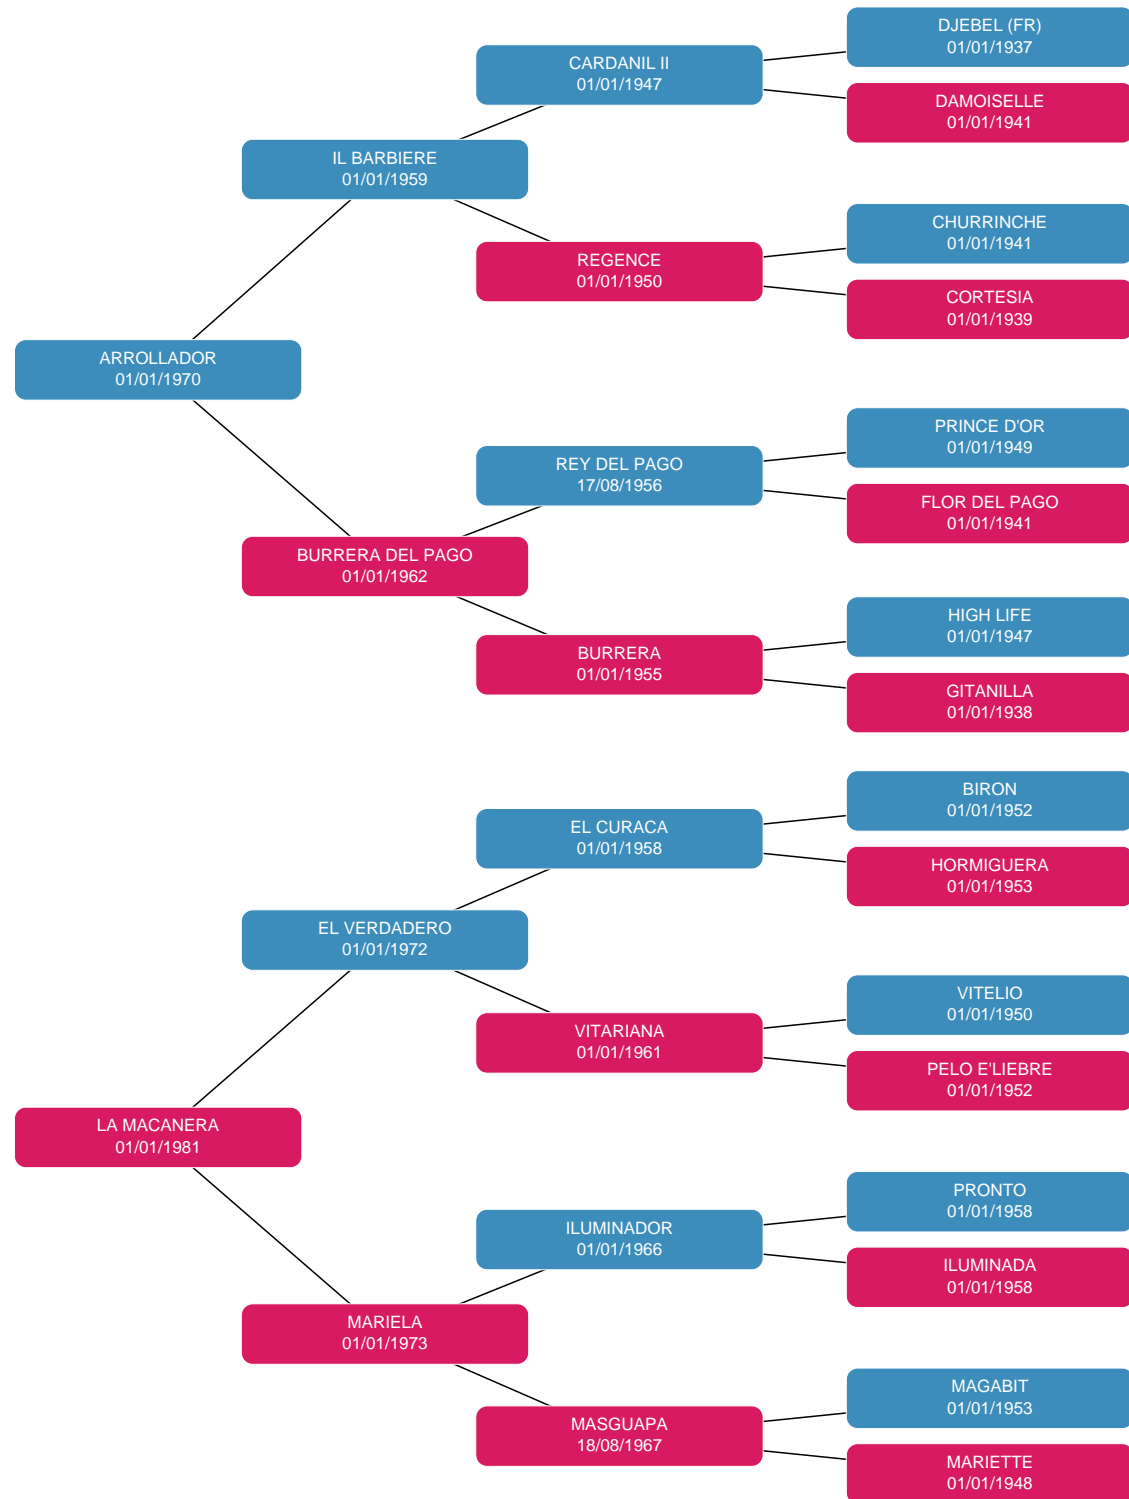 DJEBEL (FR)
01/01/1937
CARDANIL II
01/01/1947
DAMOISELLE
01/01/1941
IL BARBIERE
01/01/1959
CHURRINCHE
01/01/1941
REGENCE
01/01/1950
CORTESIA
01/01/1939
ARROLLADOR
01/01/1970
PRINCE D'OR
01/01/1949
REY DEL PAGO
17/08/1956
FLOR DEL PAGO
01/01/1941
BURRERA DEL PAGO
01/01/1962
HIGH LIFE
01/01/1947
BURRERA
01/01/1955
GITANILLA
01/01/1938
BIRON
01/01/1952
EL CURACA
01/01/1958
HORMIGUERA
01/01/1953
EL VERDADERO
01/01/1972
VITELIO
01/01/1950
VITARIANA
01/01/1961
PELO E'LIEBRE
01/01/1952
LA MACANERA
01/01/1981
PRONTO
01/01/1958
ILUMINADOR
01/01/1966
ILUMINADA
01/01/1958
MARIELA
01/01/1973
MAGABIT
01/01/1953
MASGUAPA
18/08/1967
MARIETTE
01/01/1948